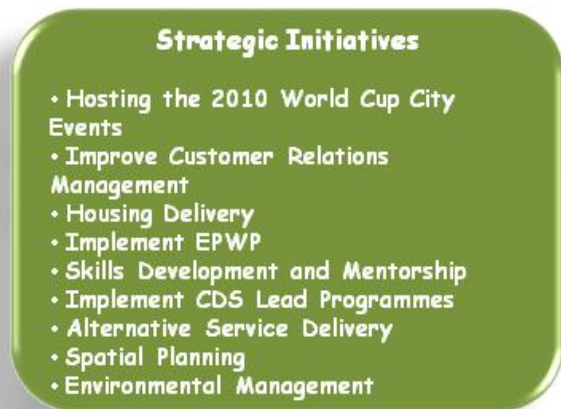 Strategic Initiatives
• Hosting the 2010 World Cup City
Events
• Improve Customer Relations
Management
• Housing Delivery
• Implement EPWP
• Skills Development and Mentorship
• Implement CDS Lead Programmes
• Alternative Service Delivery
• Spatial Planning
• Environmental Management